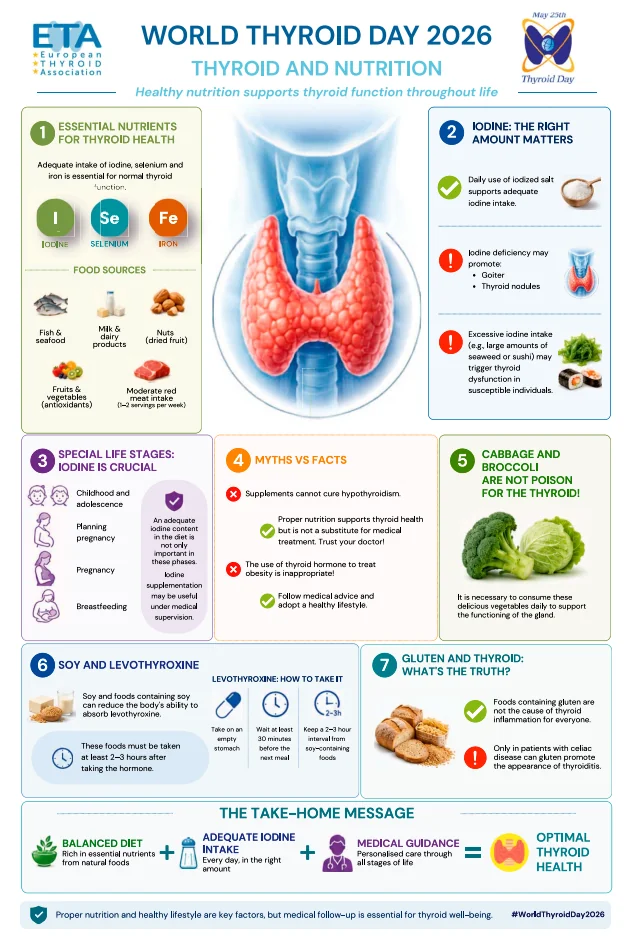 ETA
European
THYROID
Association
WORLD THYROID DAY 2026
THYROID AND NUTRITION
Healthy nutrition supports thyroid function throughout life
May 25th
Thyroid Day
1
ESSENTIAL NUTRIENTS
FOR THYROID HEALTH
Adequate intake of iodine, selenium and
iron is essential for normal thyroid
function.
I
Se
Fe
IODINE
SELENIUM
IRON
FOOD SOURCES
Fish &
seafood
Milk &
dairy
products
Nuts
(dried fruit)
Fruits &
vegetables
(antioxidants)
Moderate red
meat intake
(1–2 servings per week)
2
IODINE: THE RIGHT
AMOUNT MATTERS
Daily use of iodized salt
supports adequate
iodine intake.
Iodine deficiency may
promote:
• Goiter
• Thyroid nodules
Excessive iodine intake
(e.g., large amounts of
seaweed or sushi) may
trigger thyroid
dysfunction in
susceptible individuals.
3
SPECIAL LIFE STAGES:
IODINE IS CRUCIAL
Childhood and
adolescence
Planning
pregnancy
Pregnancy
Breastfeeding
An adequate
iodine content
in the diet is
not only
important in
these phases.
Iodine
supplementation
may be useful
under medical
supervision.
4
MYTHS VS FACTS
Supplements cannot cure hypothyroidism.
Proper nutrition supports thyroid health
but is not a substitute for medical
treatment. Trust your doctor!
The use of thyroid hormone to treat
obesity is inappropriate!
Follow medical advice and
adopt a healthy lifestyle.
5
CABBAGE AND
BROCCOLI
ARE NOT POISON
FOR THE THYROID!
It is necessary to consume these
delicious vegetables daily to support
the functioning of the gland.
6
SOY AND LEVOTHYROXINE
Soy and foods containing soy
can reduce the body's ability to
absorb levothyroxine.
These foods must be taken
at least 2–3 hours after
taking the hormone.
LEVOTHYROXINE: HOW TO TAKE IT
Take on an
empty
stomach
Wait at least
30 minutes
before the
next meal
2-3h
Keep a 2–3 hour
interval from
soy-containing
foods
7
GLUTEN AND THYROID:
WHAT'S THE TRUTH?
Foods containing gluten are
not the cause of thyroid
inflammation for everyone.
Only in patients with celiac
disease can gluten promote
the appearance of thyroiditis.
THE TAKE-HOME MESSAGE
BALANCED DIET
Rich in essential nutrients
from natural foods
+
ADEQUATE IODINE
INTAKE
Every day, in the right
amount
+
MEDICAL GUIDANCE
Personalised care through
all stages of life
=
OPTIMAL
THYROID
HEALTH
Proper nutrition and healthy lifestyle are key factors, but medical follow-up is essential for thyroid well-being.
#WorldThyroidDay2026